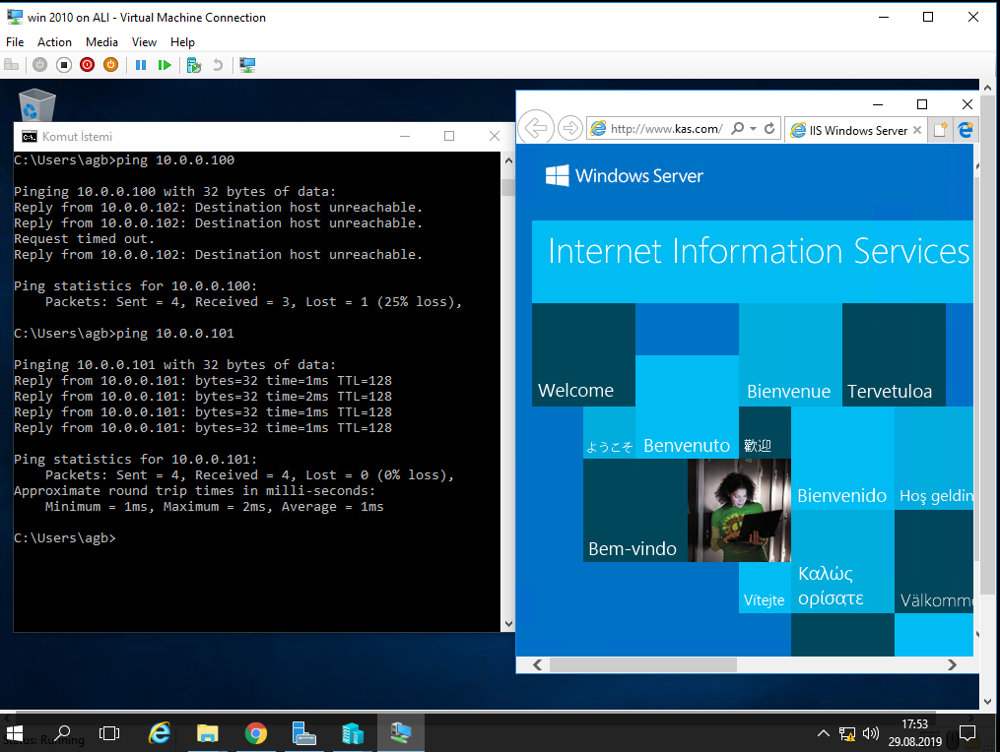 win 2010 on ALI - Virtual Machine Connection
File Action Media View Help
Komut İstemi
C:\Users\agb>ping 10.0.0.100
Pinging 10.0.0.100 with 32 bytes of data:
Reply from 10.0.0.102: Destination host unreachable.
Reply from 10.0.0.102: Destination host unreachable.
Request timed out.
Reply from 10.0.0.102: Destination host unreachable.
Ping statistics for 10.0.0.100:
    Packets: Sent = 4, Received = 3, Lost = 1 (25% loss),
C:\Users\agb>ping 10.0.0.101
Pinging 10.0.0.101 with 32 bytes of data:
Reply from 10.0.0.101: bytes=32 time=1ms TTL=128
Reply from 10.0.0.101: bytes=32 time=2ms TTL=128
Reply from 10.0.0.101: bytes=32 time=1ms TTL=128
Reply from 10.0.0.101: bytes=32 time=1ms TTL=128
Ping statistics for 10.0.0.101:
    Packets: Sent = 4, Received = 4, Lost = 0 (0% loss),
Approximate round trip times in milli-seconds:
    Minimum = 1ms, Maximum = 2ms, Average = 1ms
C:\Users\agb>
http://www.kas.com/
IIS Windows Server
Windows Server
Internet Information Services
Welcome
Bienvenue
Tervetuloa
ようこそ
Benvenuto
歡迎
Bienvenido
Hoş geldin
Bem-vindo
Vítejte
Καλώς
ορίσατε
Välkomme
Status: Running
17:53
29.08.2019